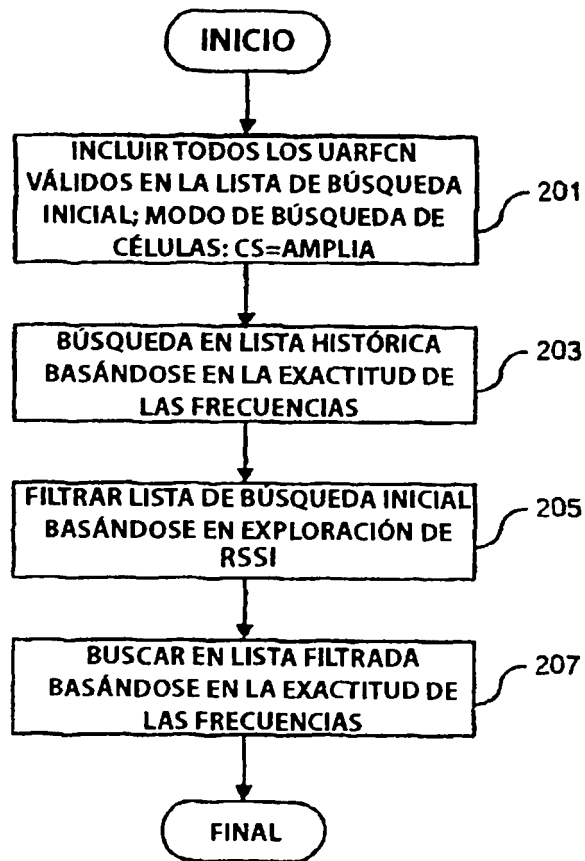 INICIO
INCLUIR TODOS LOS UARFCN
VÁLIDOS EN LA LISTA DE BÚSQUEDA
INICIAL; MODO DE BÚSQUEDA DE
CÉLULAS: CS=AMPLIA
201
BÚSQUEDA EN LISTA HISTÓRICA
BASÁNDOSE EN LA EXACTITUD DE
LAS FRECUENCIAS
203
FILTRAR LISTA DE BÚSQUEDA INICIAL
BASÁNDOSE EN EXPLORACIÓN DE
RSSI
205
BUSCAR EN LISTA FILTRADA
BASÁNDOSE EN LA EXACTITUD DE
LAS FRECUENCIAS
207
FINAL